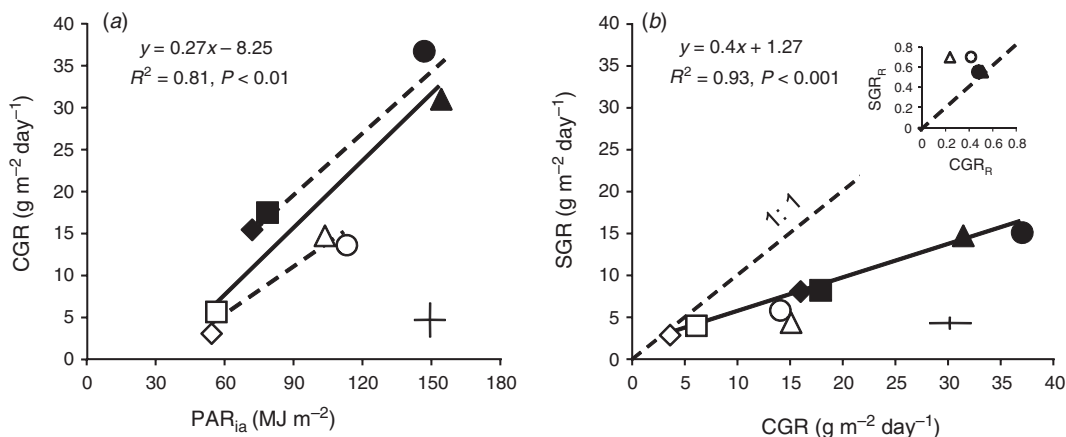 (a)
y = 0.27x – 8.25
R² = 0.81, P < 0.01
CGR (g m⁻² day⁻¹)
40
35
30
25
20
15
10
5
0
0 30 60 90 120 150 180
PARia (MJ m⁻²)
(b)
y = 0.4x + 1.27
R² = 0.93, P < 0.001
SGR (g m⁻² day⁻¹)
40
35
30
25
20
15
10
5
0
1:1
0 5 10 15 20 25 30 35 40
CGR (g m⁻² day⁻¹)
SGR_R
0.8
0.6
0.4
0.2
0
0 0.2 0.4 0.6 0.8
CGR_R